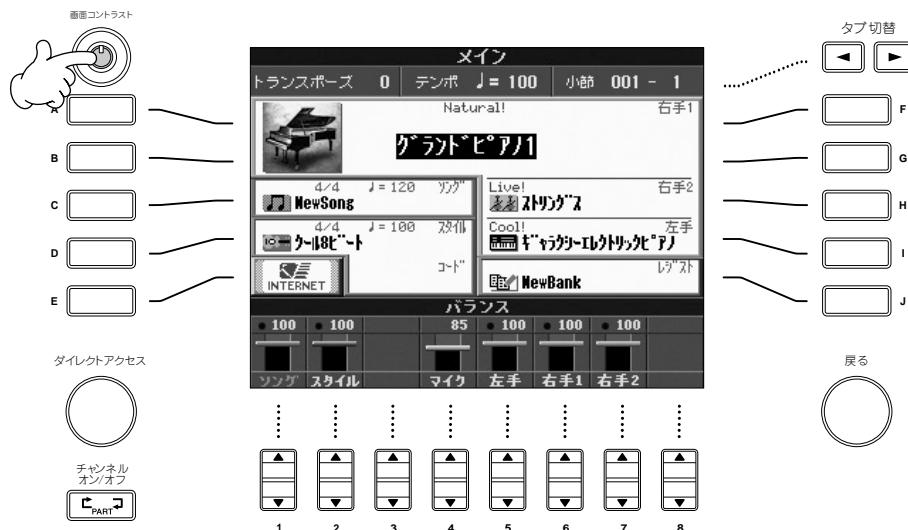 画面コントラスト
タブ切替
メイン
トランスポーズ 0 テンポ ♩= 100 小節 001 - 1
Natural! 右手1
グランドピアノ1
4/4 ♩= 120 ソング
NewSong
Live! 右手2
ストリングス
4/4 ♩= 100 スタイル
クール8ビート
Cool! 左手
ギャラクシーエレクトリックピアノ
INTERNET
コード
レジスト
NewBank
バランス
100 100 85 100 100 100
ソング スタイル マイク 左手 右手1 右手2
A
B
C
D
E
F
G
H
I
J
ダイレクトアクセス
戻る
チャンネル
オン/オフ
PART
1 2 3 4 5 6 7 8